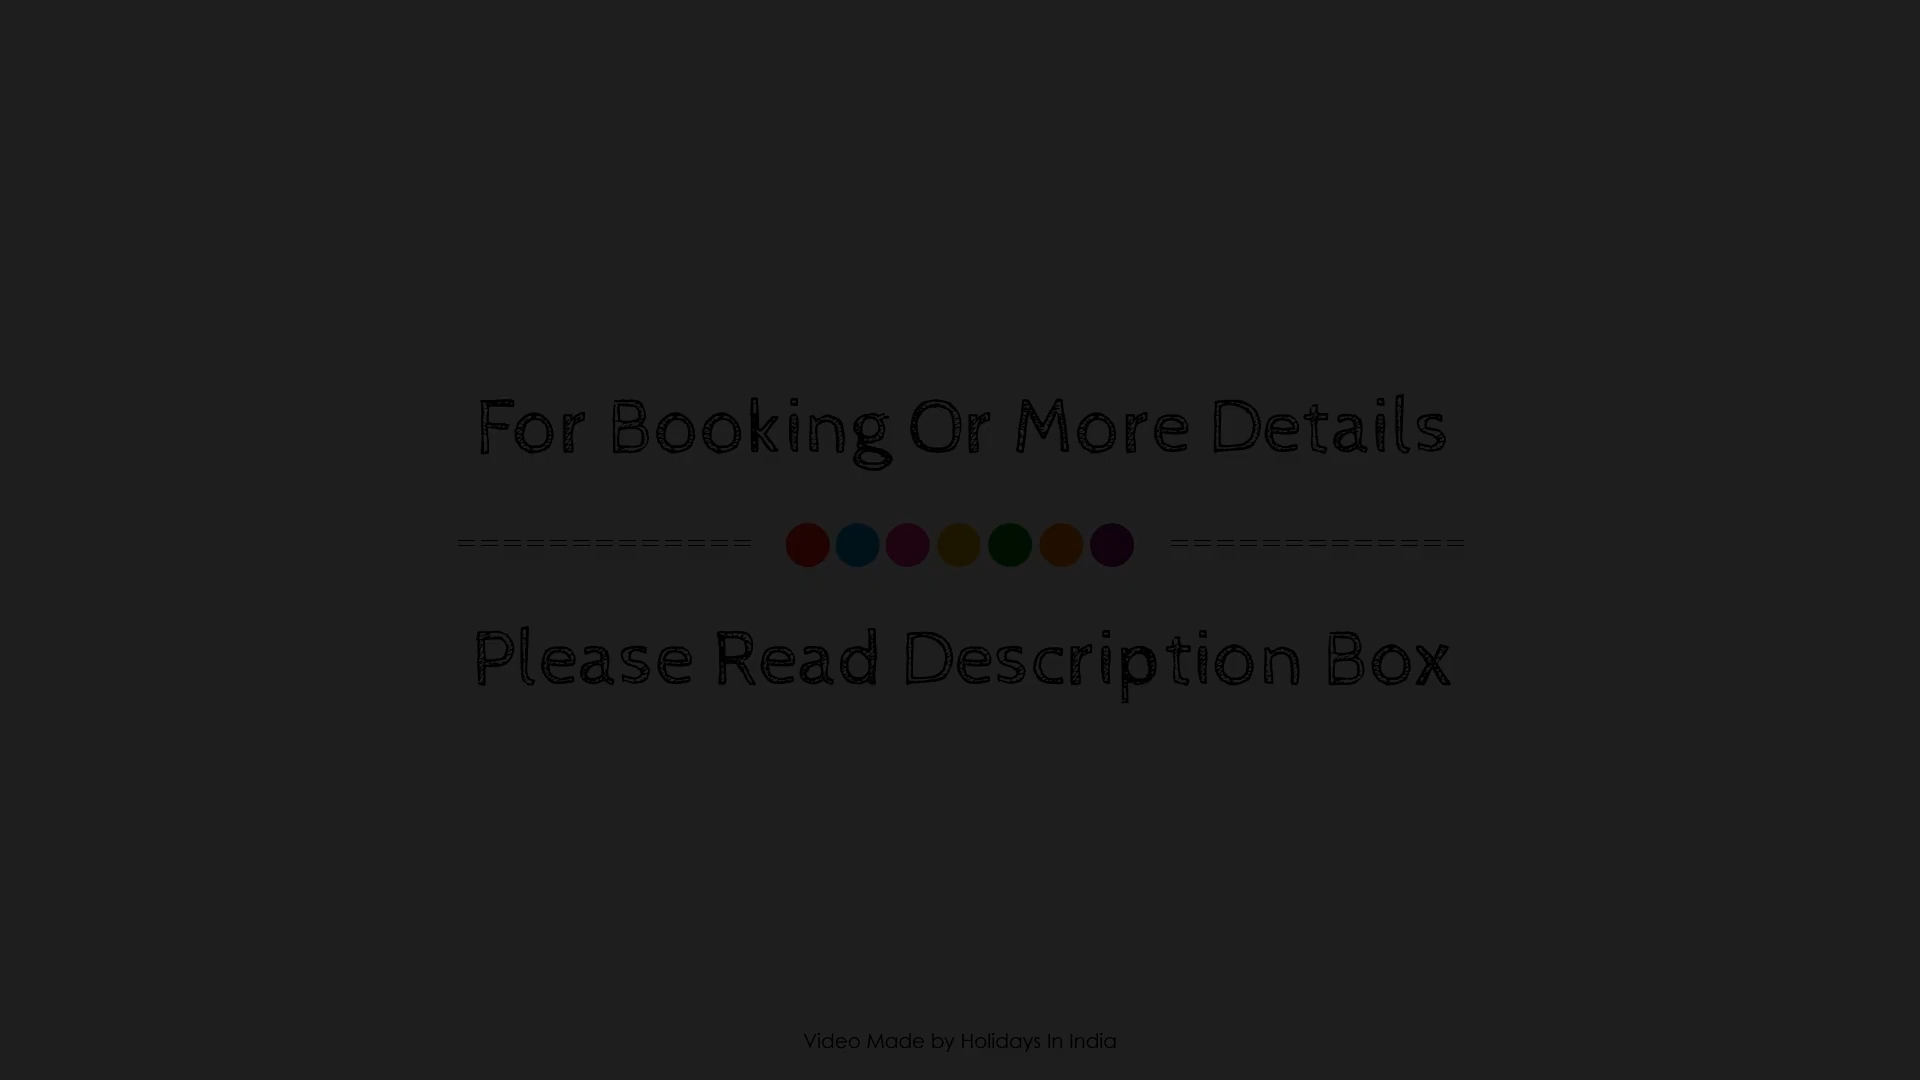 For Booking Or More Details
============= =============
Please Read Description Box
Video Made by Holidays In India